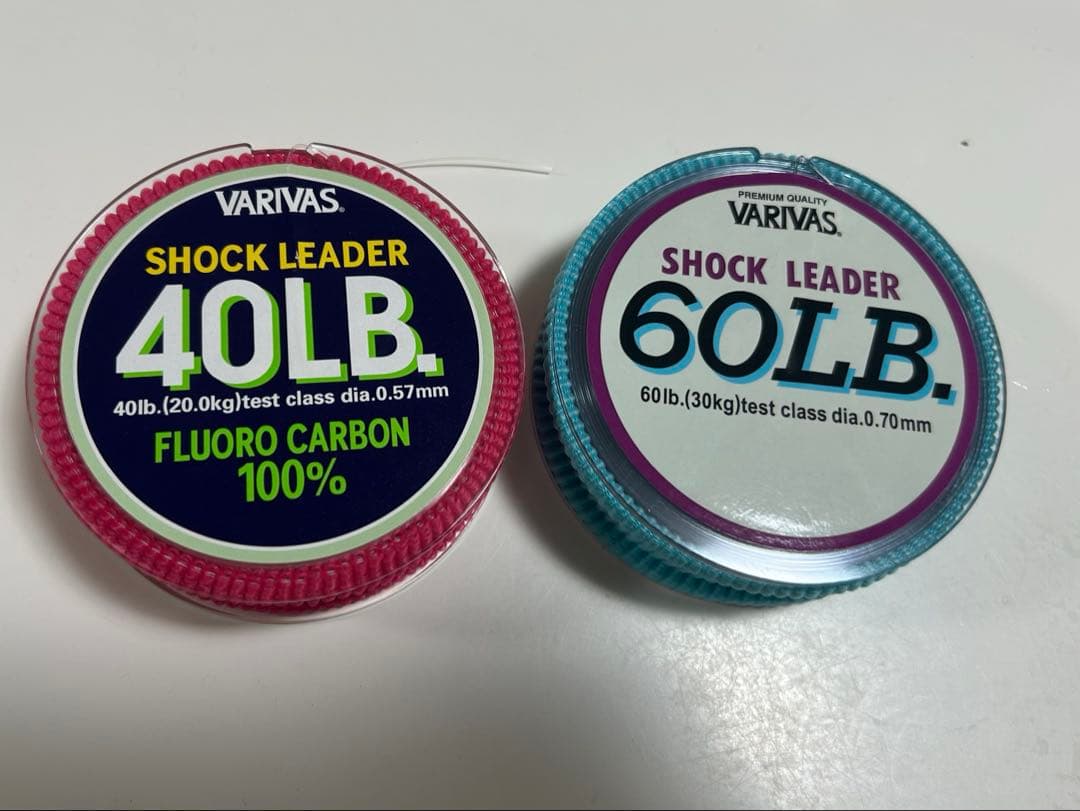 VARIVAS®
SHOCK LEADER
40LB.
40lb.(20.0kg)test class dia.0.57mm
FLUORO CARBON
100%
PREMIUM QUALITY
VARIVAS®
SHOCK LEADER
60LB.
60lb.(30kg)test class dia.0.70mm